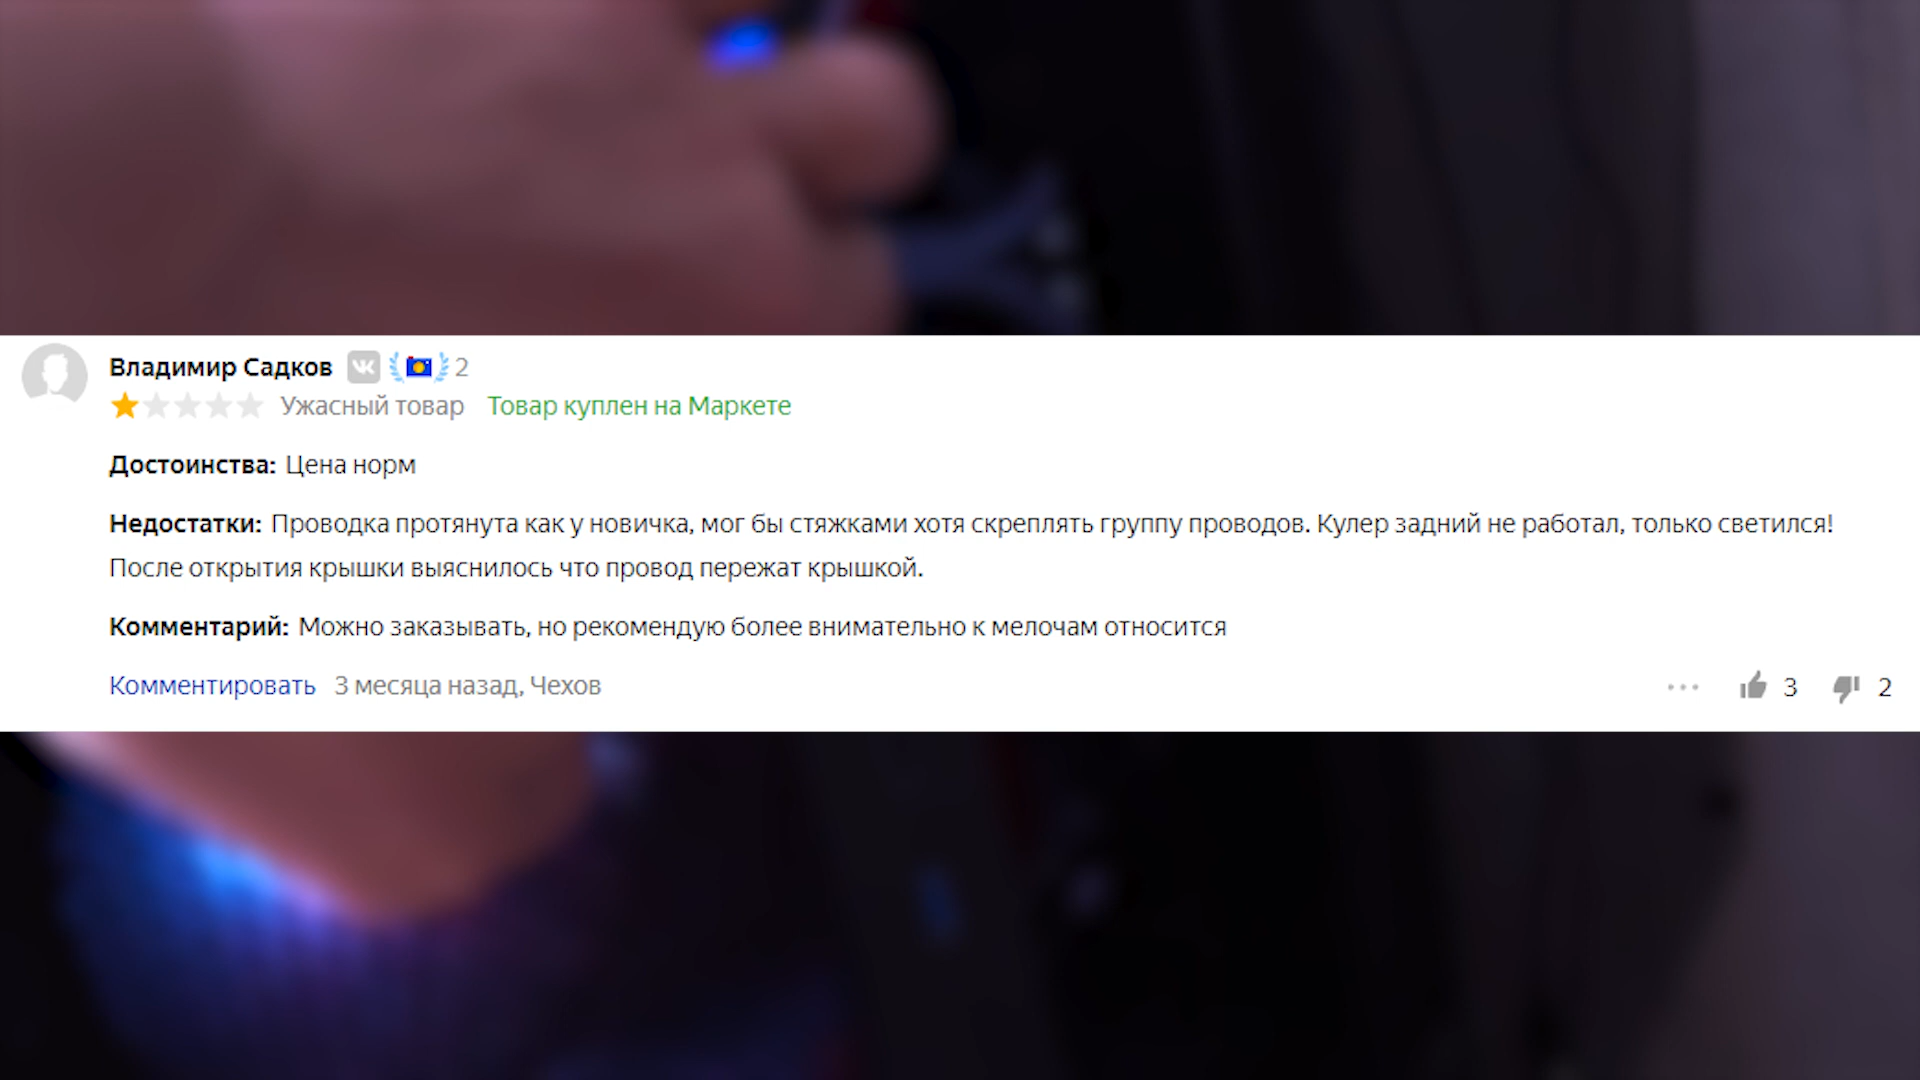 Владимир Садков VK 2
Ужасный товар Товар куплен на Маркете
Достоинства: Цена норм
Недостатки: Проводка протянута как у новичка, мог бы стяжками хотя скреплять группу проводов. Кулер задний не работал, только светился!
После открытия крышки выяснилось что провод пережат крышкой.
Комментарий: Можно заказывать, но рекомендую более внимательно к мелочам относится
Комментировать 3 месяца назад, Чехов ... 3 2